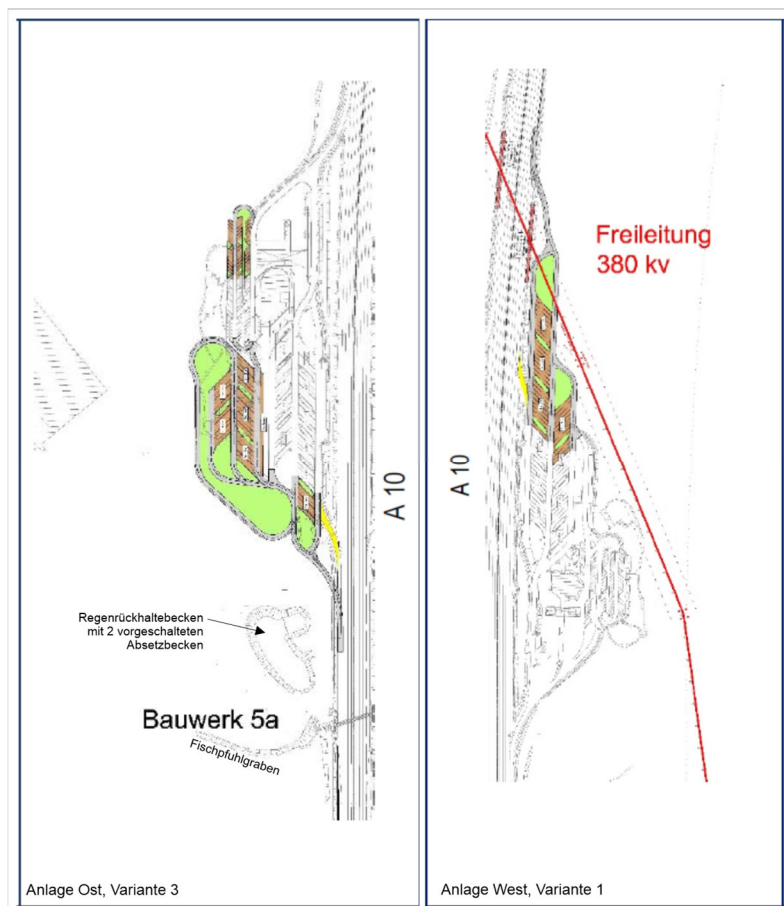 Freileitung
380 kv
A 10
A 10
Regenrückhaltebecken
mit 2 vorgeschalteten
Absetzbecken
Bauwerk 5a
Fischpfuhlgraben
Anlage Ost, Variante 3
Anlage West, Variante 1